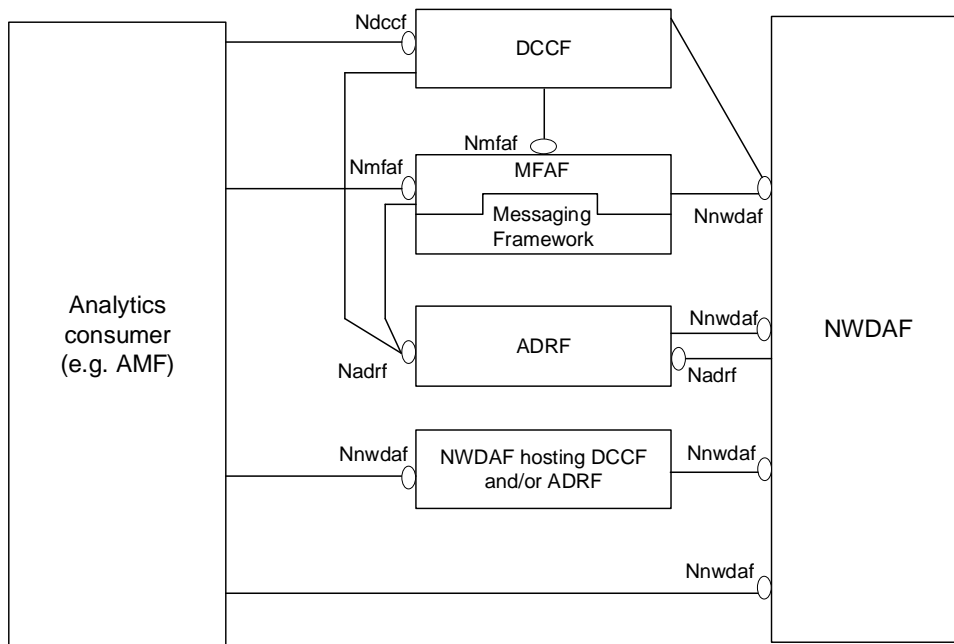 Ndccf
DCCF
Nmfaf
Nmfaf
MFAF
Nnwdaf
Messaging
Framework
Analytics
consumer
(e.g. AMF)
Nnwdaf
ADRF
NWDAF
Nadrf
Nadrf
Nnwdaf
NWDAF hosting DCCF
and/or ADRF
Nnwdaf
Nnwdaf